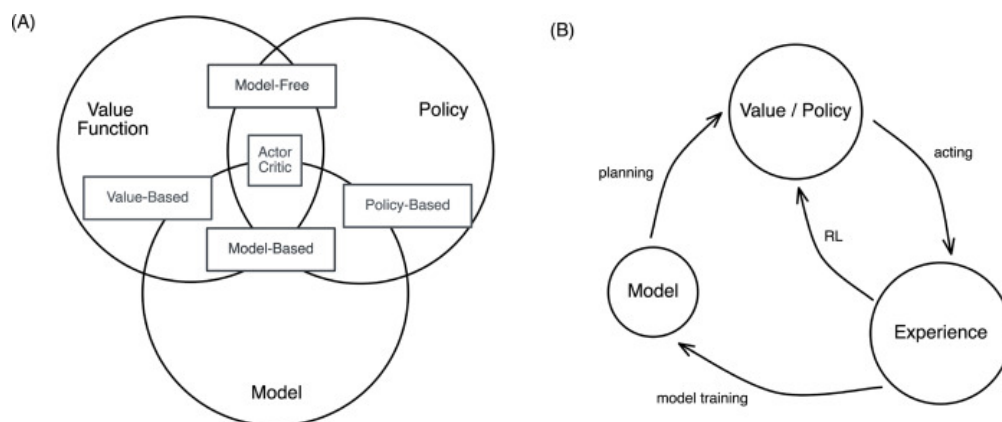 (A)
Model-Free
Value
Function
Policy
Actor
Critic
Value-Based
Policy-Based
Model-Based
Model
(B)
Value / Policy
planning
acting
RL
Model
Experience
model training